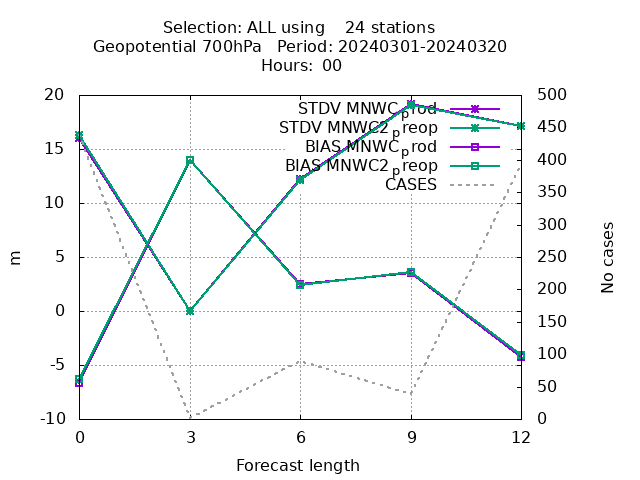 Selection: ALL using    24 stations
Geopotential 700hPa   Period: 20240301-20240320
Hours: 00
STDV MNWC_prod
STDV MNWC2_preop
BIAS MNWC_prod
BIAS MNWC2_preop
CASES
20
15
10
5
0
-5
-10
m
500
450
400
350
300
250
200
150
100
50
0
No cases
0 3 6 9 12
Forecast length